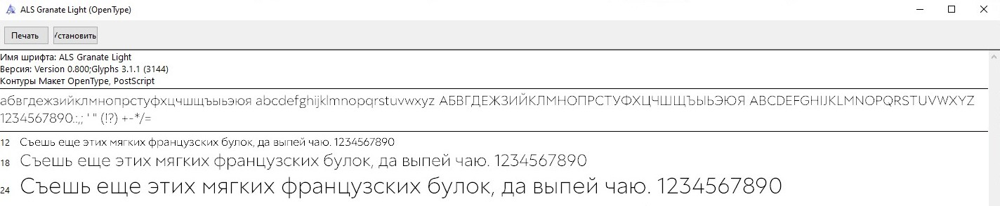 ALS Granate Light (OpenType)
Печать Установить
Имя шрифта: ALS Granate Light
Версия: Version 0.800;Glyphs 3.1.1 (3144)
Контуры Макет OpenType, PostScript
абвгдежзийклмнопрстуфхцчшщъыьэюя abcdefghijklmnopqrstuvwxyz АБВГДЕЖЗИЙКЛМНОПРСТУФХЦЧШЩЪЫЬЭЮЯ ABCDEFGHIJKLMNOPQRSTUVWXYZ
1234567890.:,; ' " (!?) +-*/=
12 Съешь еще этих мягких французских булок, да выпей чаю. 1234567890
18 Съешь еще этих мягких французских булок, да выпей чаю. 1234567890
24 Съешь еще этих мягких французских булок, да выпей чаю. 1234567890